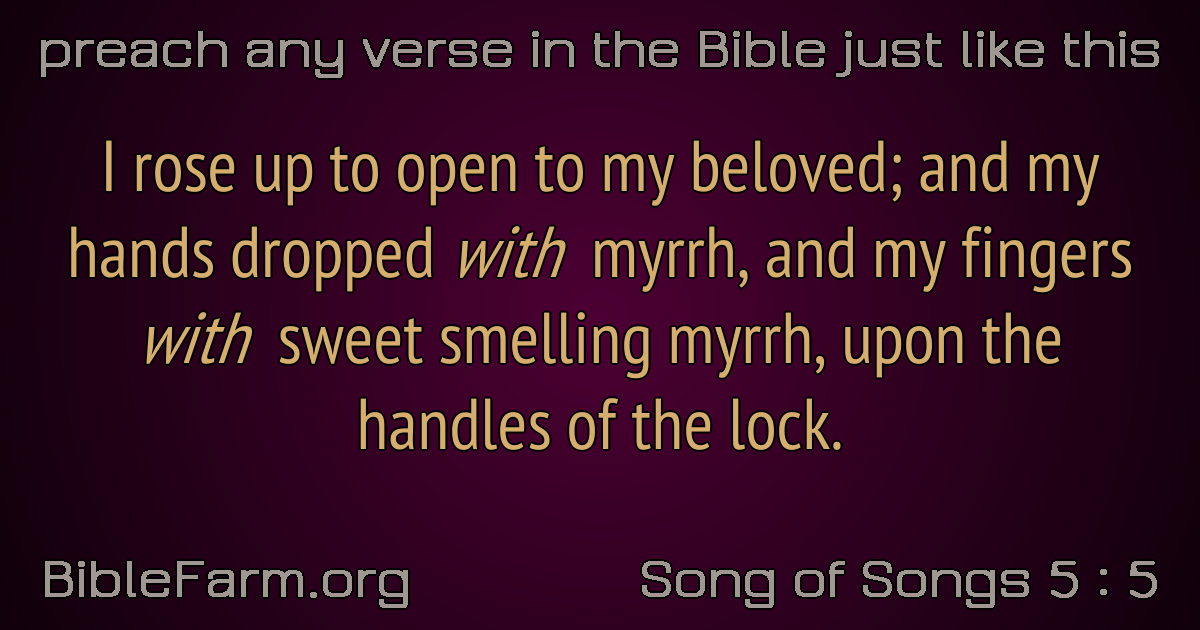 preach any verse in the Bible just like this
I rose up to open to my beloved; and my
hands dropped with myrrh, and my fingers
with sweet smelling myrrh, upon the
handles of the lock.
BibleFarm.org
Song of Songs 5 : 5